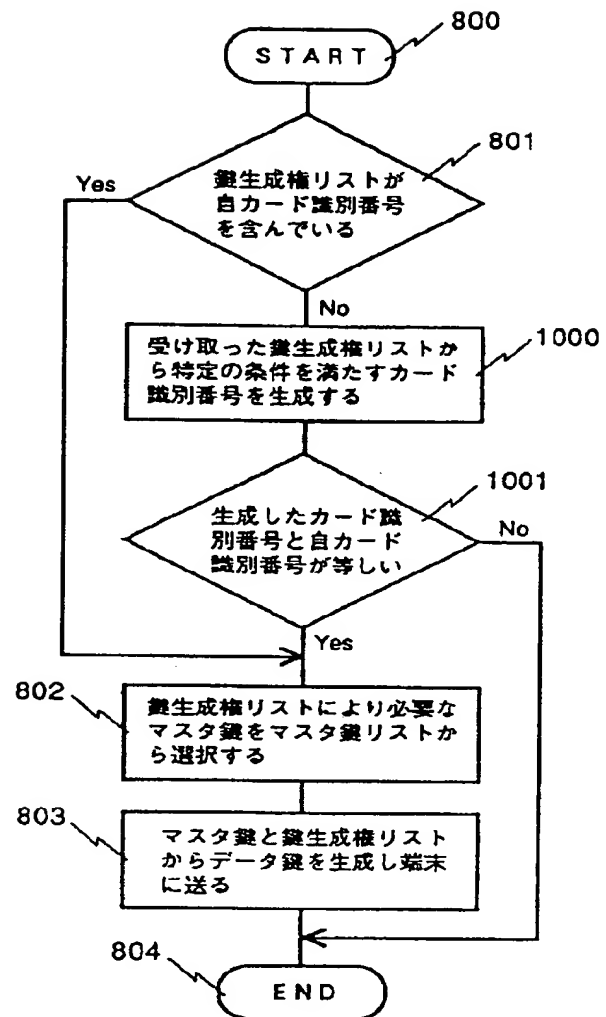 800
START
801
Yes
鍵生成権リストが
自カード識別番号
を含んでいる
No
1000
受け取った鍵生成権リストか
ら特定の条件を満たすカード
識別番号を生成する
1001
生成したカード識
別番号と自カード
識別番号が等しい
No
Yes
802
鍵生成権リストにより必要な
マスタ鍵をマスタ鍵リストか
ら選択する
803
マスタ鍵と鍵生成権リスト
からデータ鍵を生成し端末
に送る
804
END